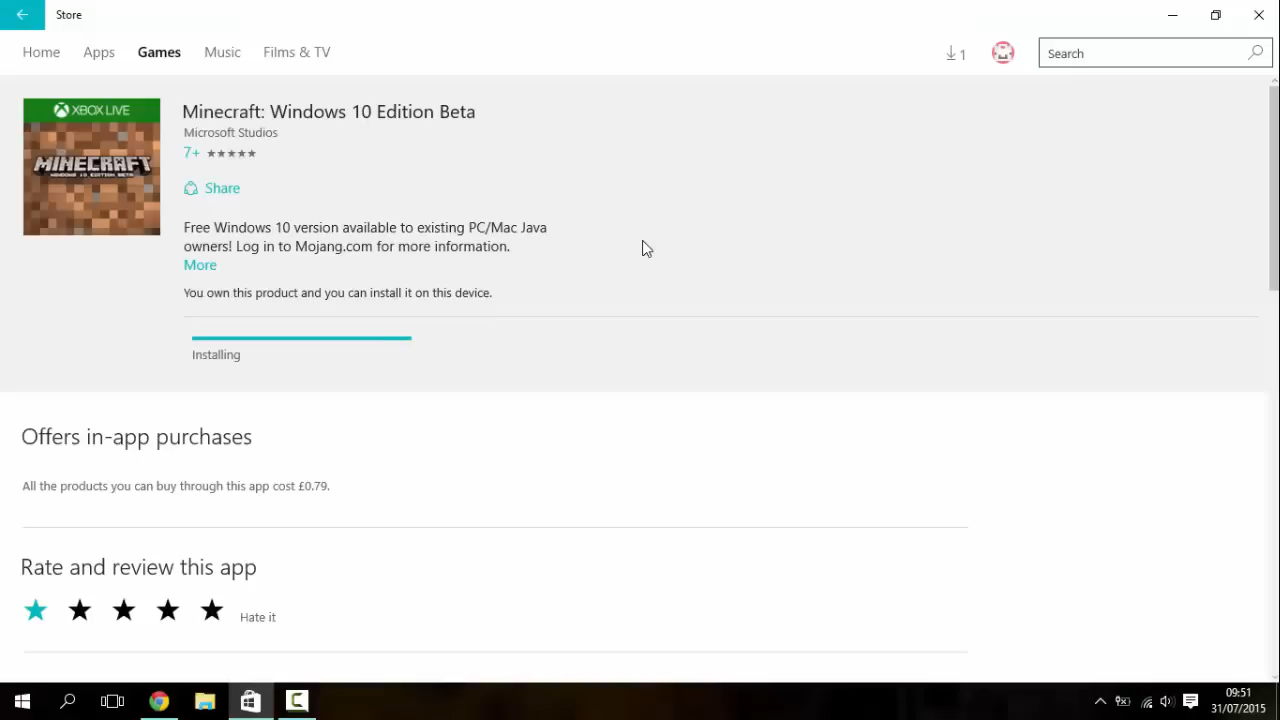 Store
Home Apps Games Music Films & TV
1
Search
XBOX LIVE
MINECRAFT
WINDOWS 10 EDITION BETA
Minecraft: Windows 10 Edition Beta
Microsoft Studios
7+
Share
Free Windows 10 version available to existing PC/Mac Java
owners! Log in to Mojang.com for more information.
More
You own this product and you can install it on this device.
Installing
Offers in-app purchases
All the products you can buy through this app cost £0.79.
Rate and review this app
Hate it
09:51
31/07/2015